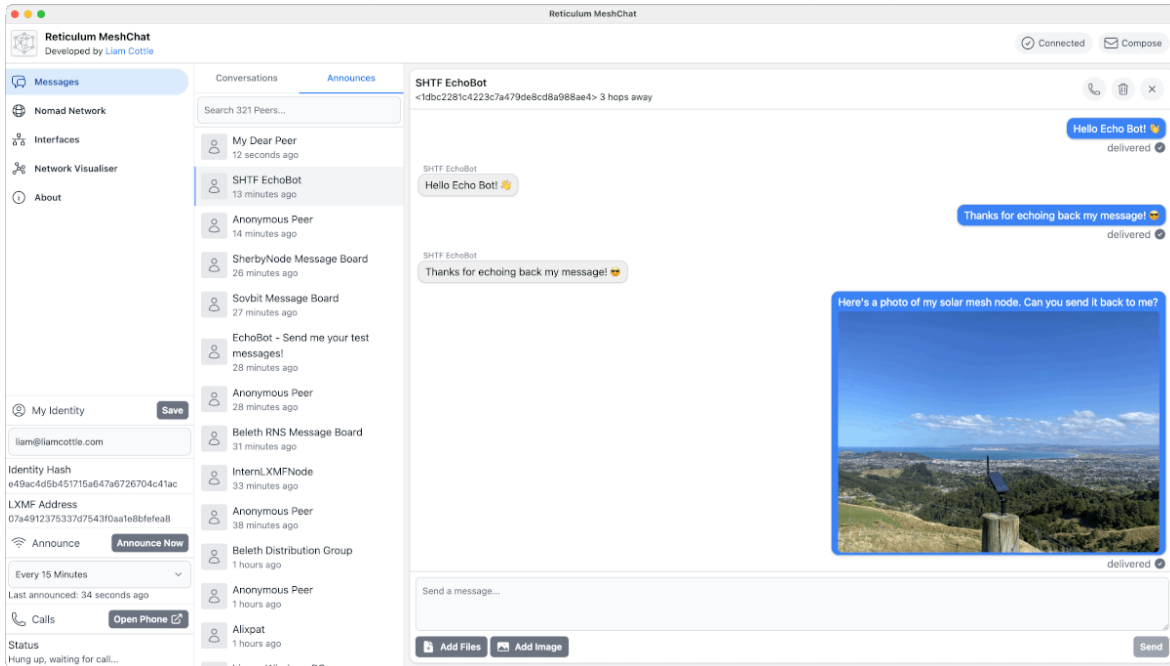 Reticulum MeshChat
Reticulum MeshChat
Developed by Liam Cottle
Connected
Compose
Messages
Nomad Network
Interfaces
Network Visualiser
About
My Identity
Save
liam@liamcottle.com
Identity Hash
e49ac4d5b451715a647a6726704c41ac
LXMF Address
07a4912375337d7543f0aa1e8bfefea8
Announce
Announce Now
Every 15 Minutes
Last announced: 34 seconds ago
Calls
Open Phone
Status
Hung up, waiting for call...
Conversations
Announces
Search 321 Peers...
My Dear Peer
12 seconds ago
SHTF EchoBot
13 minutes ago
Anonymous Peer
14 minutes ago
SherbyNode Message Board
26 minutes ago
Sovbit Message Board
27 minutes ago
EchoBot - Send me your test
messages!
28 minutes ago
Anonymous Peer
28 minutes ago
Beleth RNS Message Board
31 minutes ago
InternLXMFNode
33 minutes ago
Anonymous Peer
38 minutes ago
Beleth Distribution Group
1 hours ago
Anonymous Peer
1 hours ago
Alixpat
1 hours ago
SHTF EchoBot
<1dbc2281c4223c7a479de8cd8a988ae4> 3 hops away
Hello Echo Bot! 👋
delivered
SHTF EchoBot
Hello Echo Bot! 👋
Thanks for echoing back my message! 😎
delivered
SHTF EchoBot
Thanks for echoing back my message! 😎
Here's a photo of my solar mesh node. Can you send it back to me?
delivered
Send a message...
Add Files
Add Image
Send